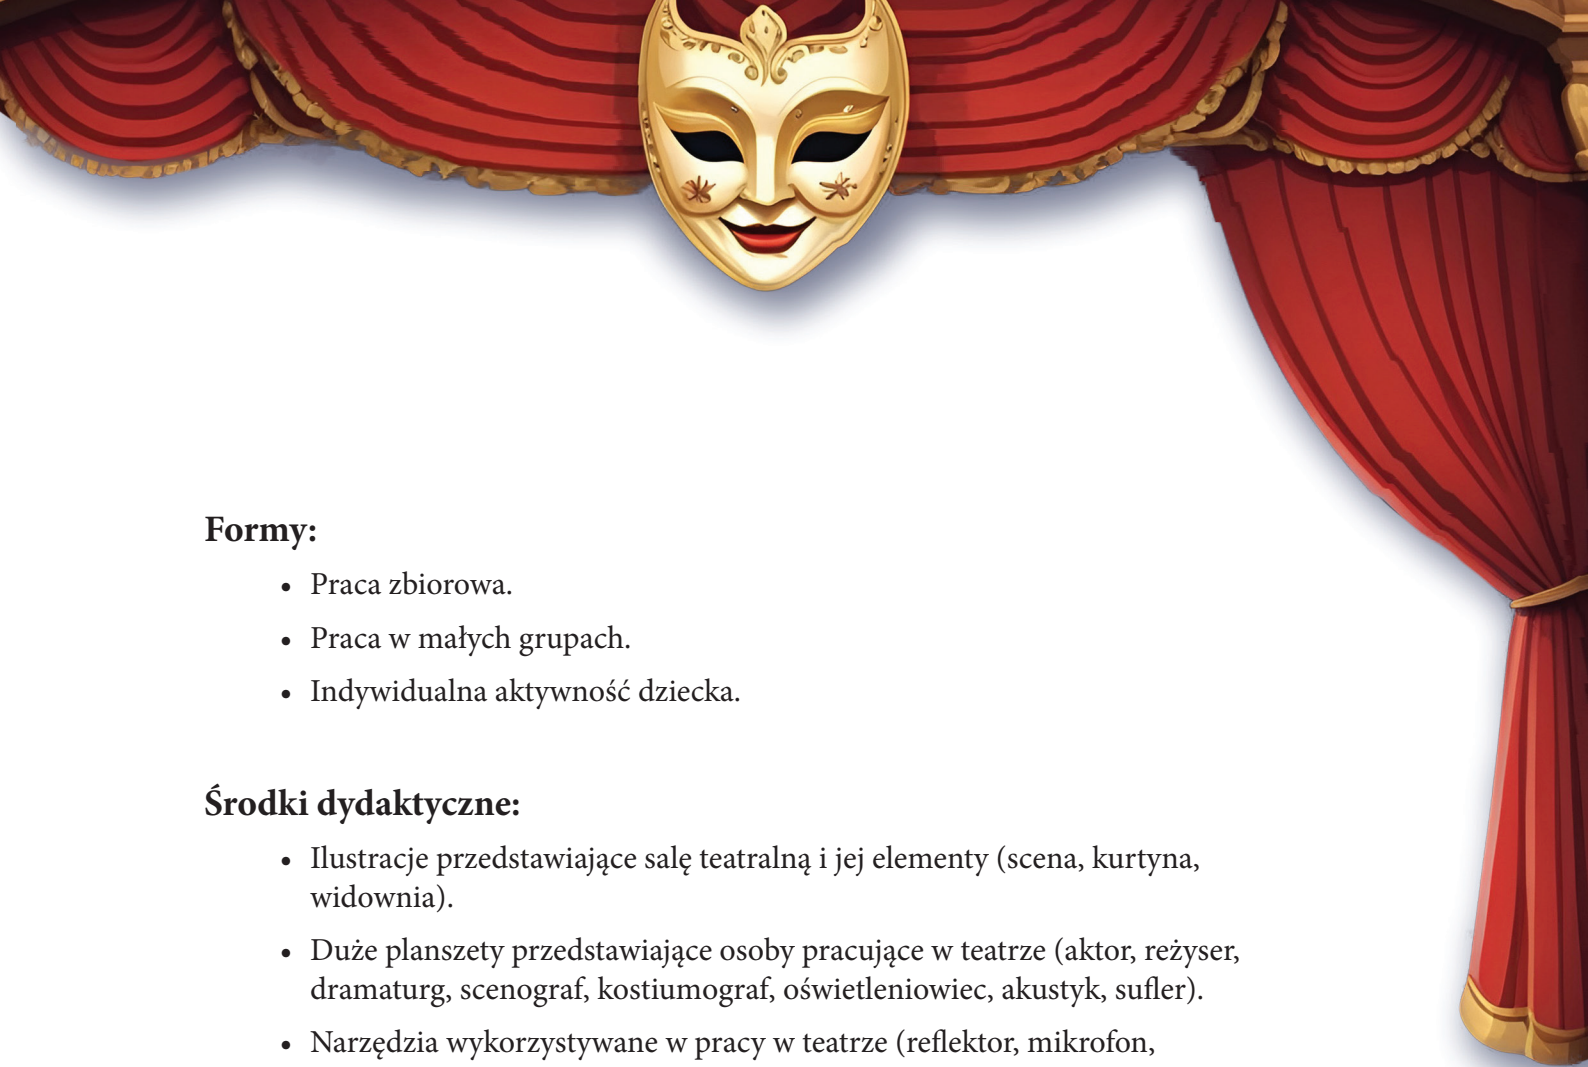 Formy:
• Praca zbiorowa.
• Praca w małych grupach.
• Indywidualna aktywność dziecka.
Środki dydaktyczne:
• Ilustracje przedstawiające salę teatralną i jej elementy (scena, kurtyna,
widownia).
• Duże planszety przedstawiające osoby pracujące w teatrze (aktor, reżyser,
dramaturg, scenograf, kostiumograf, oświetleniowiec, akustyk, sufler).
• Narzędzia wykorzystywane w pracy w teatrze (reflektor, mikrofon,